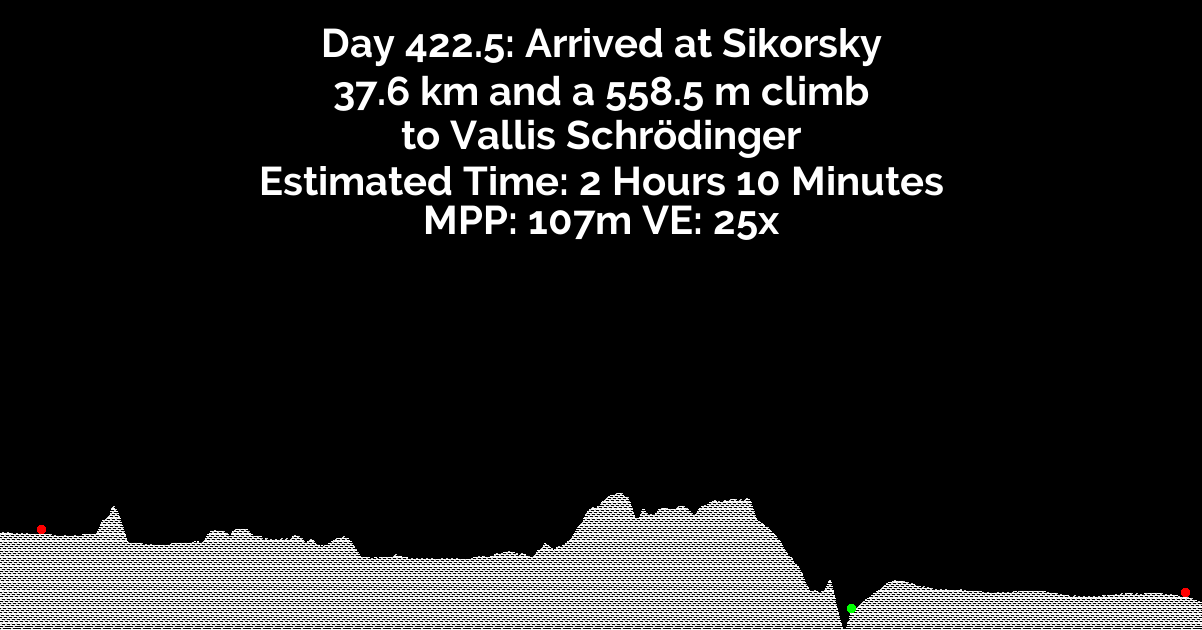 Day 422.5: Arrived at Sikorsky
37.6 km and a 558.5 m climb
to Vallis Schrödinger
Estimated Time: 2 Hours 10 Minutes
MPP: 107m VE: 25x